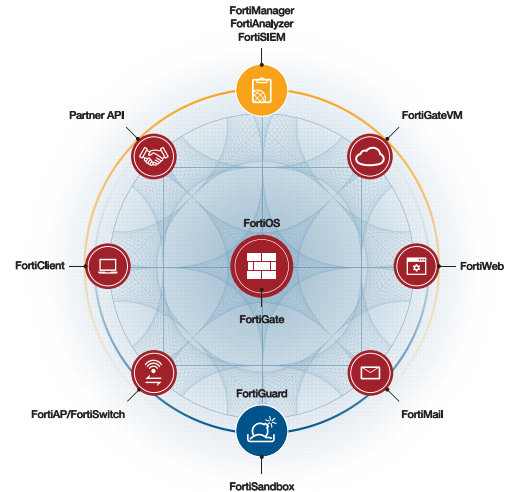 FortiManager
FortiAnalyzer
FortiSIEM
Partner API
FortiGateVM
FortiOS
FortiClient
FortiWeb
FortiGate
FortiGuard
FortiAP/FortiSwitch
FortiMail
FortiSandbox